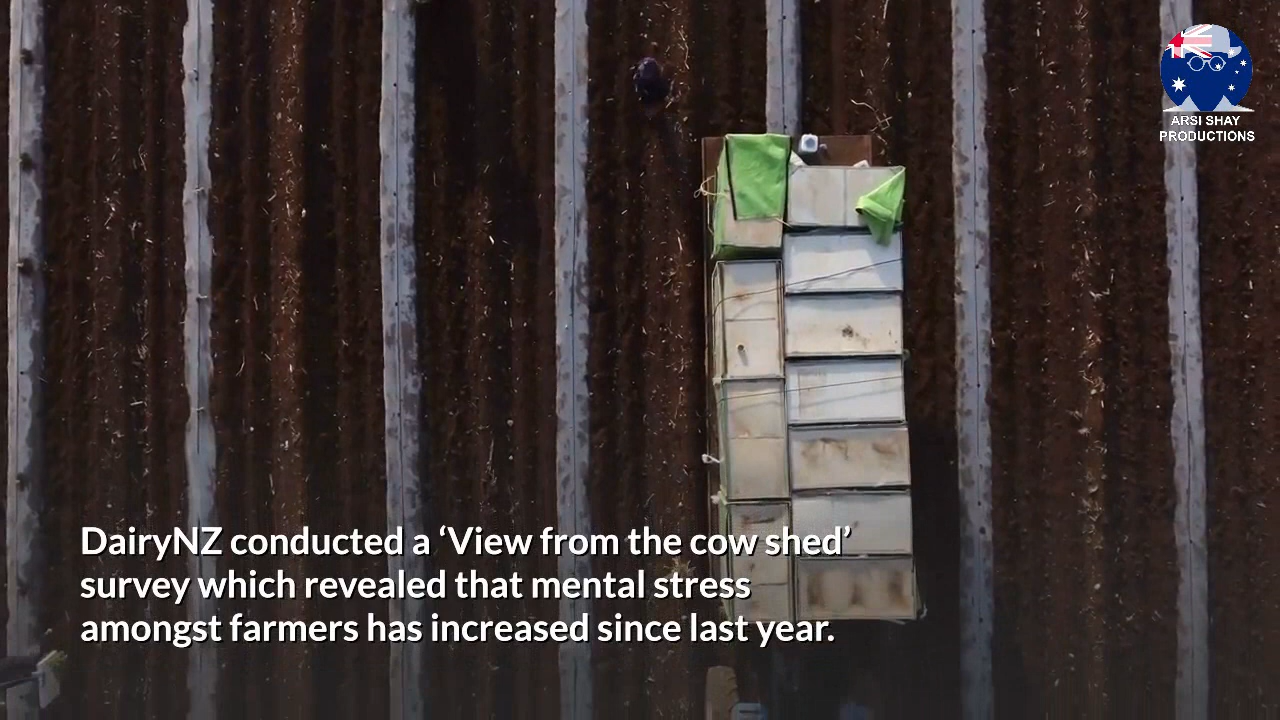 ARSI SHAY
PRODUCTIONS
DairyNZ conducted a ‘View from the cow shed’
survey which revealed that mental stress
amongst farmers has increased since last year.